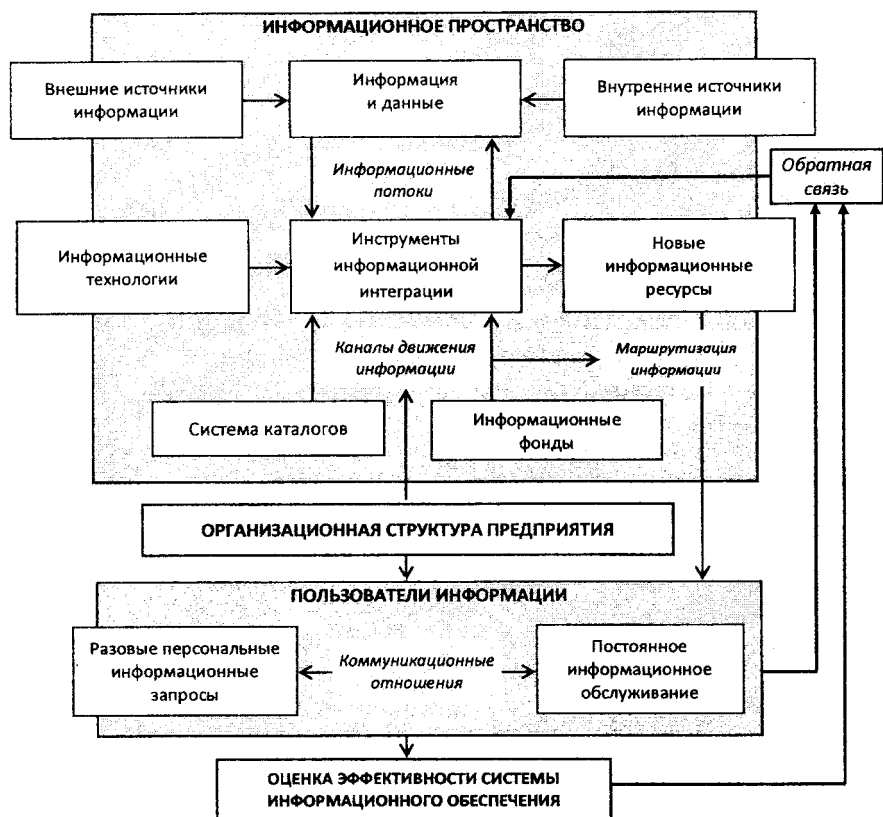 ИНФОРМАЦИОННОЕ ПРОСТРАНСТВО
Внешние источники
информации
Информация
и данные
Внутренние источники
информации
Информационные
потоки
Обратная
связь
Информационные
технологии
Инструменты
информационной
интеграции
Новые
информационные
ресурсы
Каналы движения
информации
Маршрутизация
информации
Система каталогов
Информационные
фонды
ОРГАНИЗАЦИОННАЯ СТРУКТУРА ПРЕДПРИЯТИЯ
ПОЛЬЗОВАТЕЛИ ИНФОРМАЦИИ
Разовые персональные
информационные
запросы
Коммуникационные
отношения
Постоянное
информационное
обслуживание
ОЦЕНКА ЭФФЕКТИВНОСТИ СИСТЕМЫ
ИНФОРМАЦИОННОГО ОБЕСПЕЧЕНИЯ